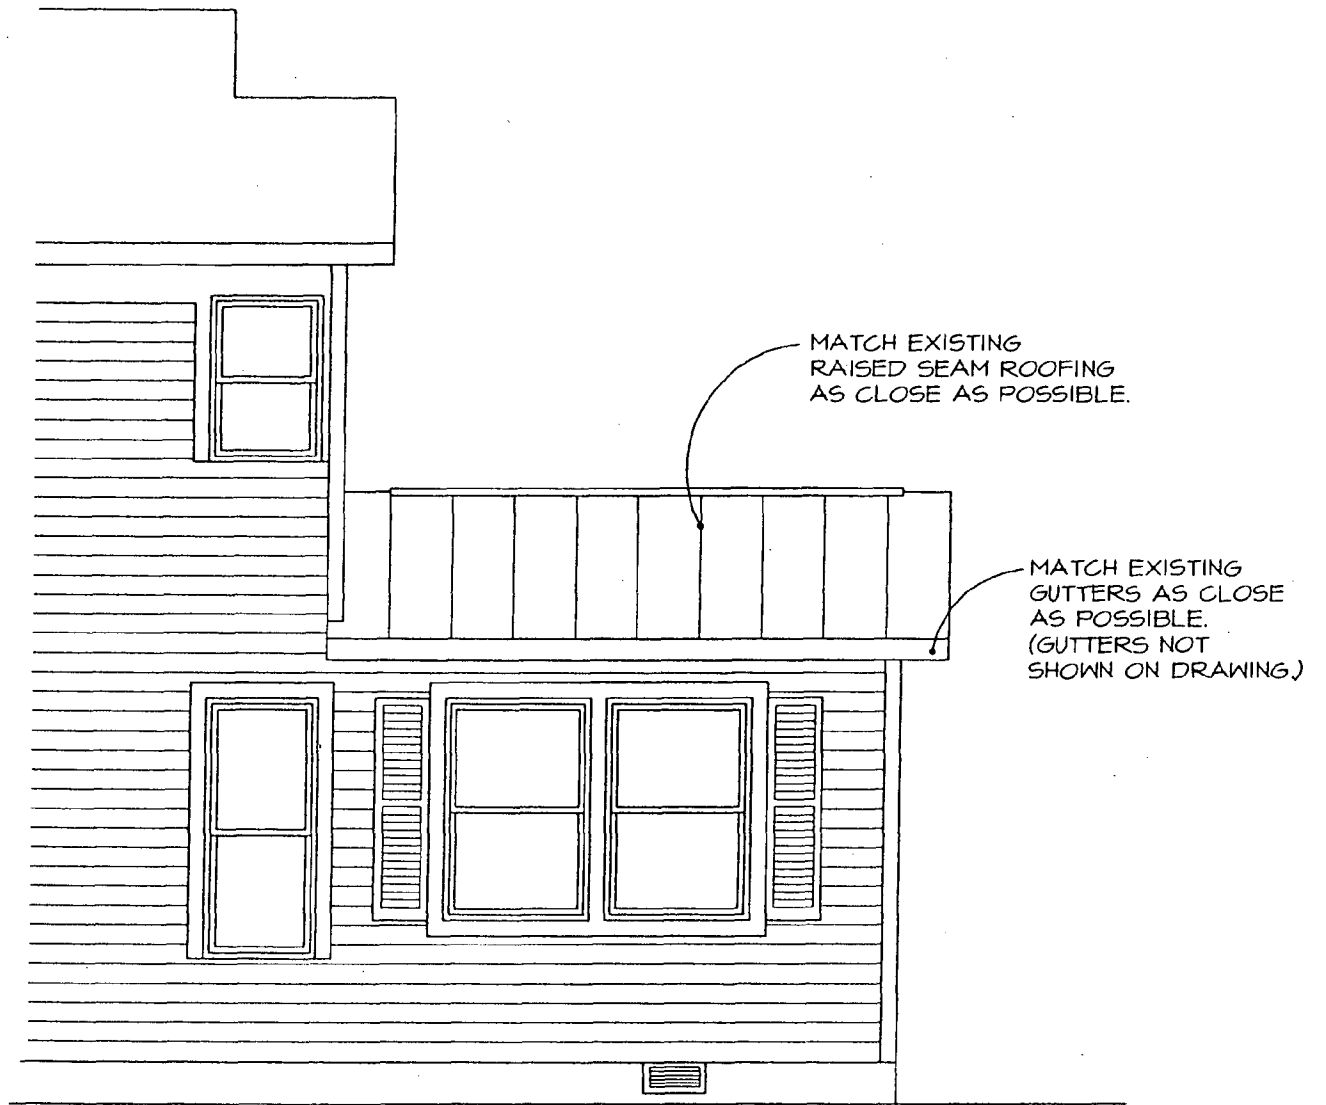 MATCH EXISTING
RAISED SEAM ROOFING
AS CLOSE AS POSSIBLE.
MATCH EXISTING
GUTTERS AS CLOSE
AS POSSIBLE.
(GUTTERS NOT
SHOWN ON DRAWING.)